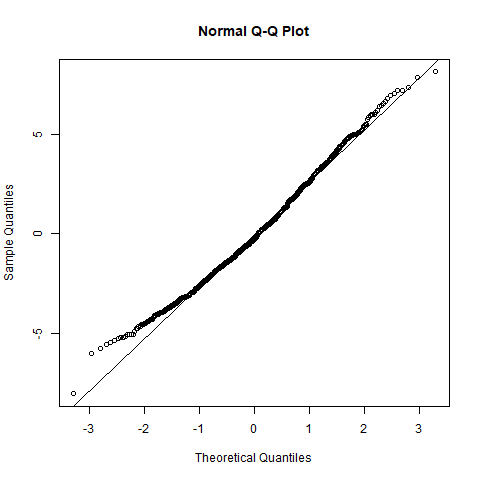 Normal Q-Q Plot
Sample Quantiles
5
0
-5
-3 -2 -1 0 1 2 3
Theoretical Quantiles